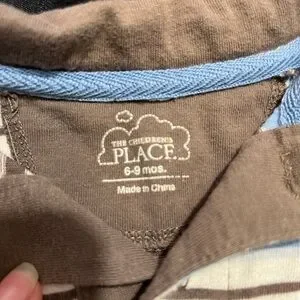 THE CHILDREN'S
PLACE.
6-9 mos.
Made in China